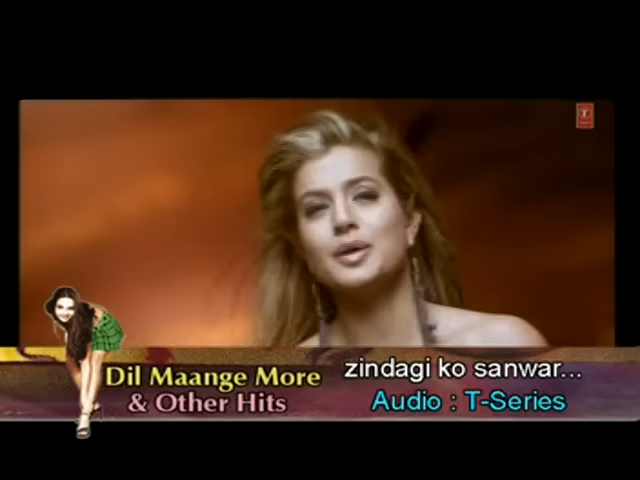 T
Dil Maange More
& Other Hits
zindagi ko sanwar...
Audio : T-Series